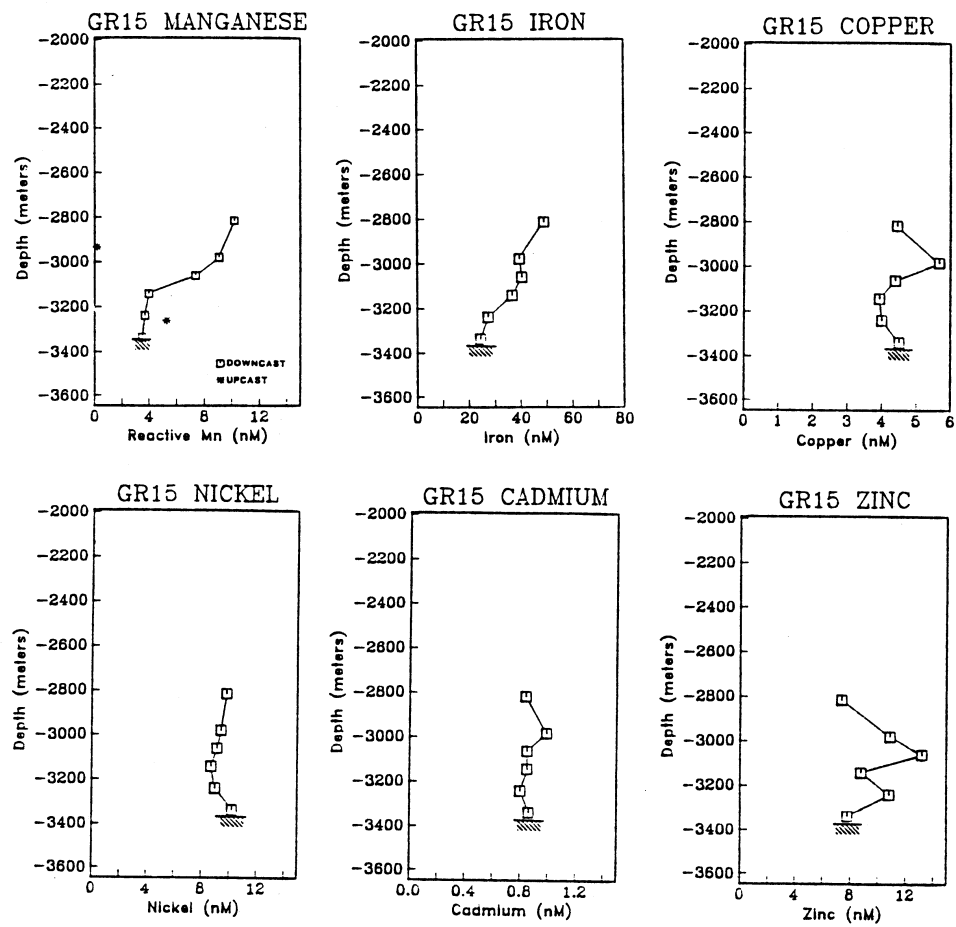 GR15 MANGANESE
-2000
-2200
-2400
-2600
-2800
-3000
-3200
-3400
-3600
Depth (meters)
DOWNCAST
UPCAST
0 4 8 12
Reactive Mn (nM)
GR15 IRON
-2000
-2200
-2400
-2600
-2800
-3000
-3200
-3400
-3600
Depth (meters)
0 20 40 60 80
Iron (nM)
GR15 COPPER
-2000
-2200
-2400
-2600
-2800
-3000
-3200
-3400
-3600
Depth (meters)
0 1 2 3 4 5 6
Copper (nM)
GR15 NICKEL
-2000
-2200
-2400
-2600
-2800
-3000
-3200
-3400
-3600
Depth (meters)
0 4 8 12
Nickel (nM)
GR15 CADMIUM
-2000
-2200
-2400
-2600
-2800
-3000
-3200
-3400
-3600
Depth (meters)
0.0 0.4 0.8 1.2
Cadmium (nM)
GR15 ZINC
-2000
-2200
-2400
-2600
-2800
-3000
-3200
-3400
-3600
Depth (meters)
0 4 8 12
Zinc (nM)